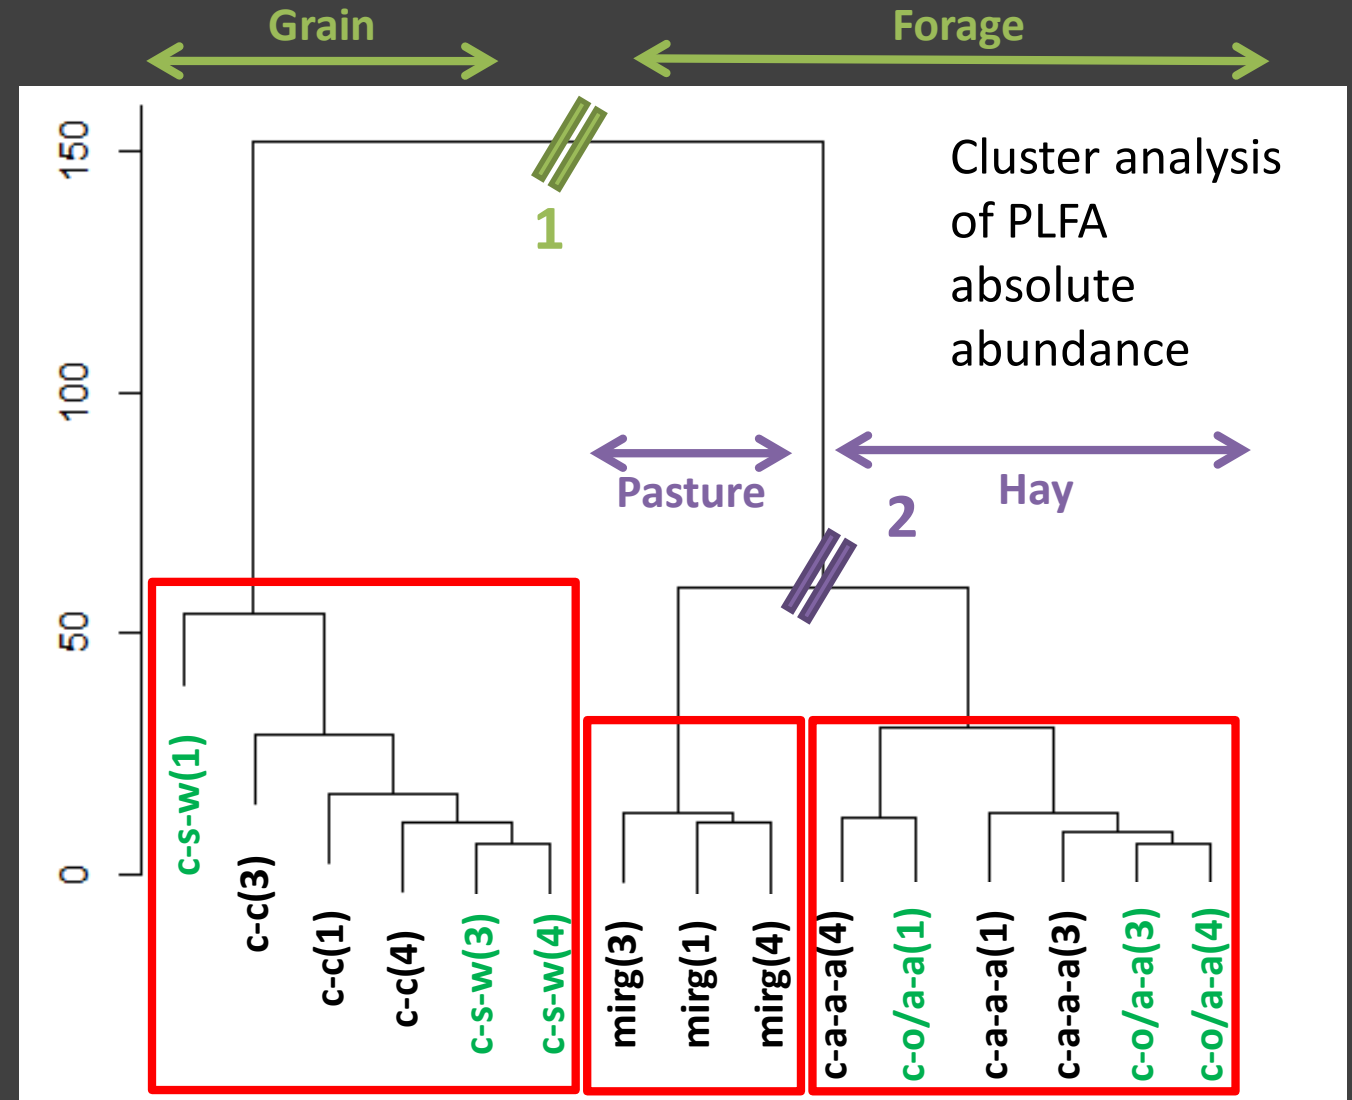 Grain
Forage
150
100
50
0
1
Cluster analysis
of PLFA
absolute
abundance
Pasture
Hay
2
c-s-w(1)
c-c(3)
c-c(1)
c-c(4)
c-s-w(3)
c-s-w(4)
mirg(3)
mirg(1)
mirg(4)
c-a-a-a(4)
c-o/a-a(1)
c-a-a-a(1)
c-a-a-a(3)
c-o/a-a(3)
c-o/a-a(4)